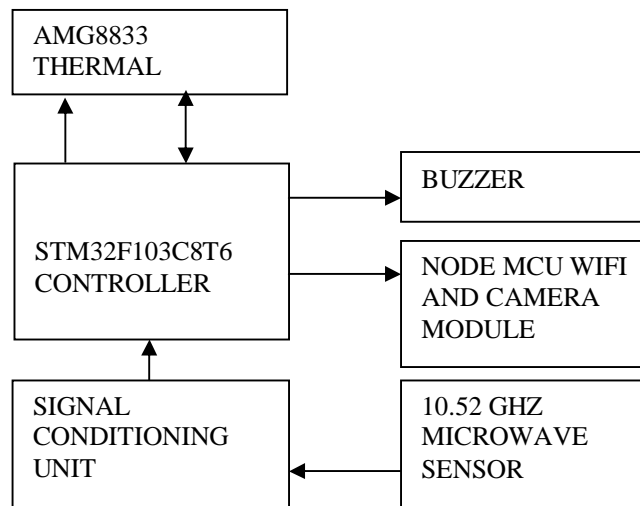 AMG8833
THERMAL
BUZZER
STM32F103C8T6
CONTROLLER
NODE MCU WIFI
AND CAMERA
MODULE
SIGNAL
CONDITIONING
UNIT
10.52 GHZ
MICROWAVE
SENSOR